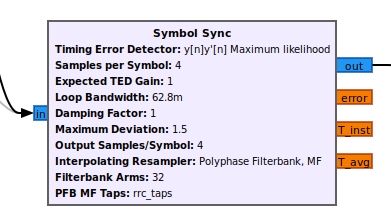 Symbol Sync
Timing Error Detector: y[n]y'[n] Maximum likelihood
Samples per Symbol: 4
Expected TED Gain: 1
Loop Bandwidth: 62.8m
Damping Factor: 1
Maximum Deviation: 1.5
Output Samples/Symbol: 4
Interpolating Resampler: Polyphase Filterbank, MF
Filterbank Arms: 32
PFB MF Taps: rrc_taps
in
out
error
T_inst
T_avg